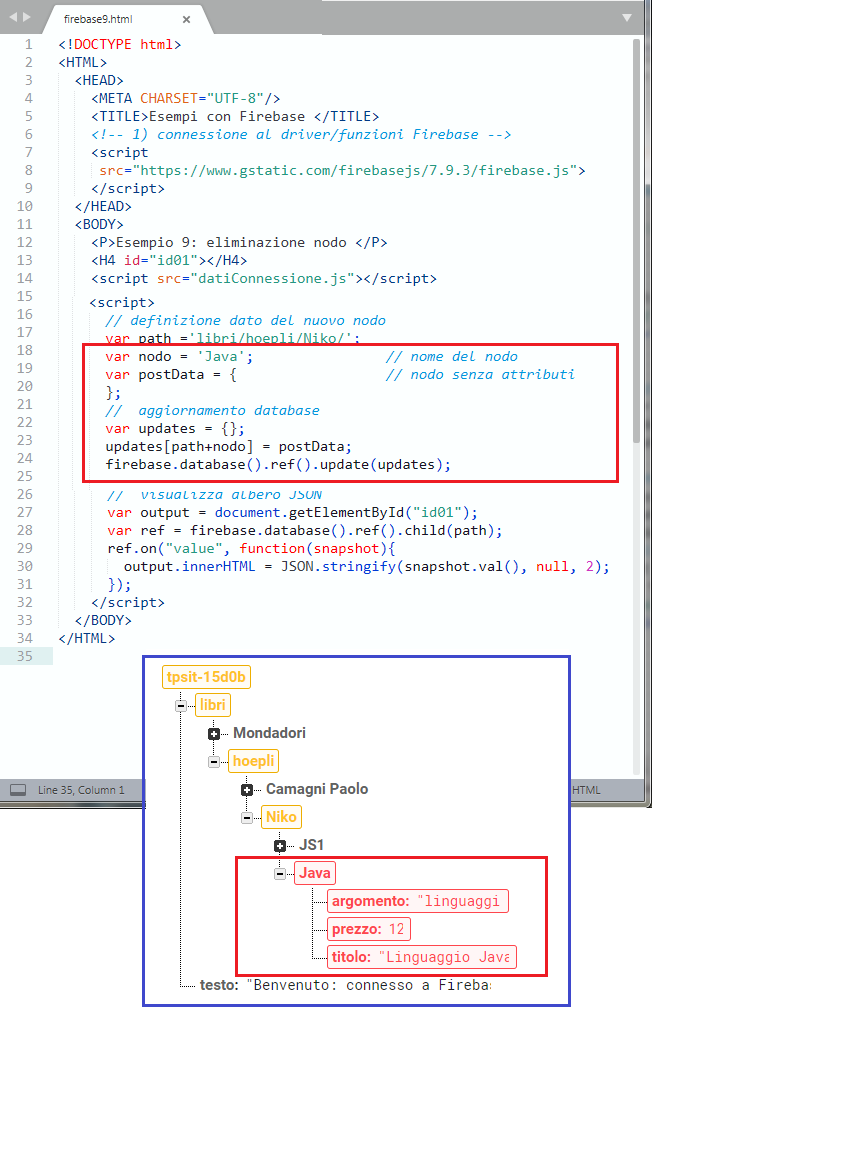 firebase9.html
1 <!DOCTYPE html>
2 <HTML>
3 <HEAD>
4 <META CHARSET="UTF-8"/>
5 <TITLE>Esempi con Firebase </TITLE>
6 <!-- 1) connessione al driver/funzioni Firebase -->
7 <script
8 src="https://www.gstatic.com/firebasejs/7.9.3/firebase.js">
9 </script>
10 </HEAD>
11 <BODY>
12 <P>Esempio 9: eliminazione nodo </P>
13 <H4 id="id01"></H4>
14 <script src="datiConnessione.js"></script>
15 <script>
16 // definizione dato del nuovo nodo
17 var path ='libri/hoepli/Niko/';
18 var nodo = 'Java'; // nome del nodo
19 var postData = { // nodo senza attributi
20 };
21 // aggiornamento database
22 var updates = {};
23 updates[path+nodo] = postData;
24 firebase.database().ref().update(updates);
25
26 // visualizza albero JSON
27 var output = document.getElementById("id01");
28 var ref = firebase.database().ref().child(path);
29 ref.on("value", function(snapshot){
30 output.innerHTML = JSON.stringify(snapshot.val(), null, 2);
31 });
32 </script>
33 </BODY>
34 </HTML>
35
tpsit-15d0b
libri
Mondadori
hoepli
Camagni Paolo
Niko
JS1
Java
argomento: "linguaggi
prezzo: 12
titolo: "Linguaggio Java
testo: "Benvenuto: connesso a Fireba
Line 35, Column 1
HTML